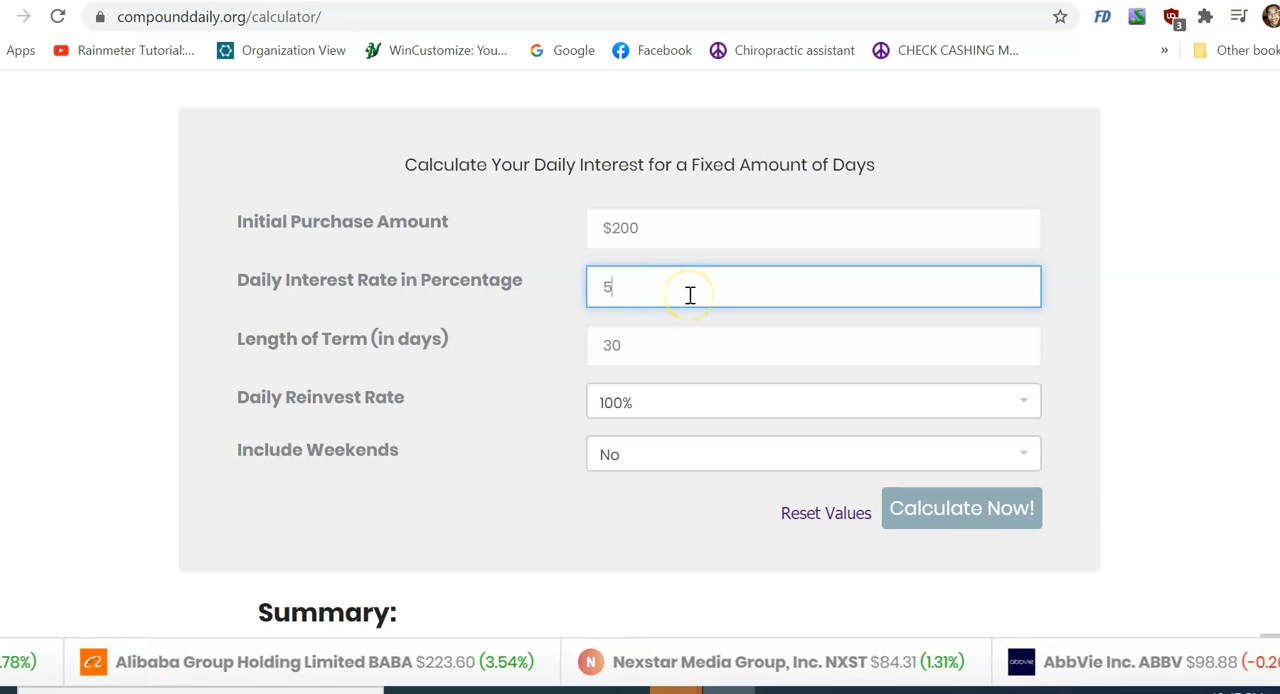 compounddaily.org/calculator/
FD
3
Apps
Rainmeter Tutorial:...
Organization View
WinCustomize: You...
Google
Facebook
Chiropractic assistant
CHECK CASHING M...
»
Other book
Calculate Your Daily Interest for a Fixed Amount of Days
Initial Purchase Amount
$200
Daily Interest Rate in Percentage
5
Length of Term (in days)
30
Daily Reinvest Rate
100%
Include Weekends
No
Reset Values
Calculate Now!
Summary:
.78%)
Alibaba Group Holding Limited BABA $223.60 (3.54%)
N
Nexstar Media Group, Inc. NXST $84.31 (1.31%)
abbvie
AbbVie Inc. ABBV $98.88 (-0.26